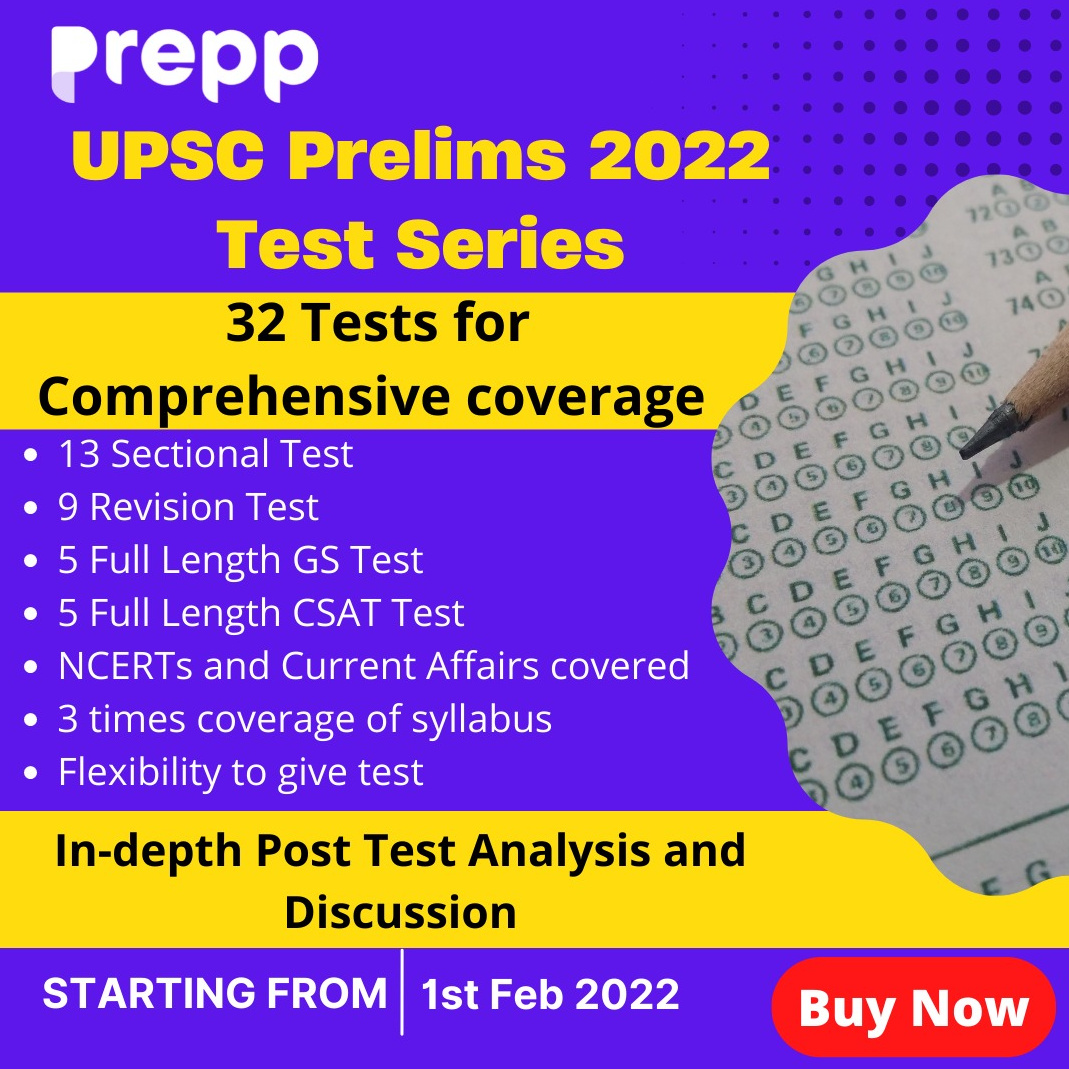 prepp
UPSC Prelims 2022
Test Series
32 Tests for
Comprehensive coverage
• 13 Sectional Test
• 9 Revision Test
• 5 Full Length GS Test
• 5 Full Length CSAT Test
• NCERTs and Current Affairs covered
• 3 times coverage of syllabus
• Flexibility to give test
In-depth Post Test Analysis and
Discussion
STARTING FROM
1st Feb 2022
Buy Now